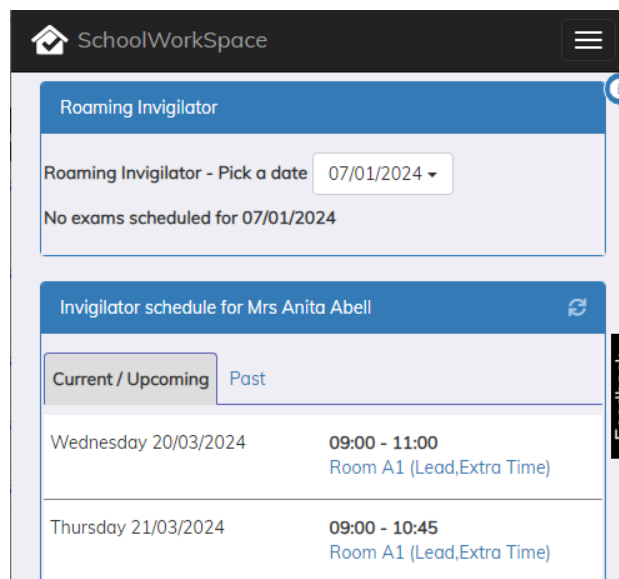 SchoolWorkSpace
Roaming Invigilator
Roaming Invigilator - Pick a date 07/01/2024
No exams scheduled for 07/01/2024
Invigilator schedule for Mrs Anita Abell
Current / Upcoming Past
Wednesday 20/03/2024 09:00 - 11:00
Room A1 (Lead,Extra Time)
Thursday 21/03/2024 09:00 - 10:45
Room A1 (Lead,Extra Time)